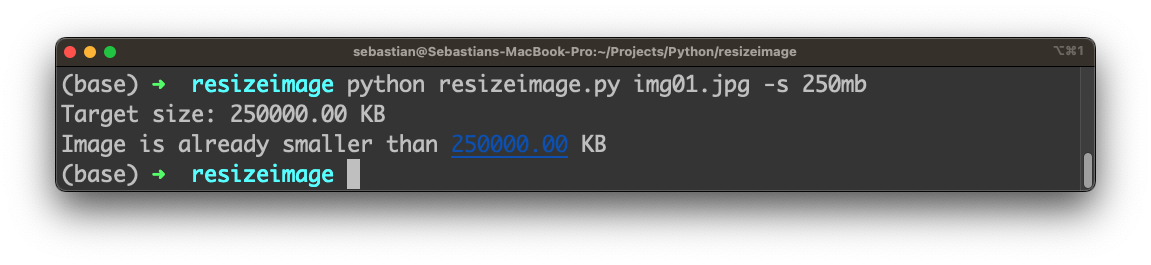 sebastian@Sebastians-MacBook-Pro:~/Projects/Python/resizeimage ⌥⌘1
(base) ➜ resizeimage python resizeimage.py img01.jpg -s 250mb
Target size: 250000.00 KB
Image is already smaller than 250000.00 KB
(base) ➜ resizeimage